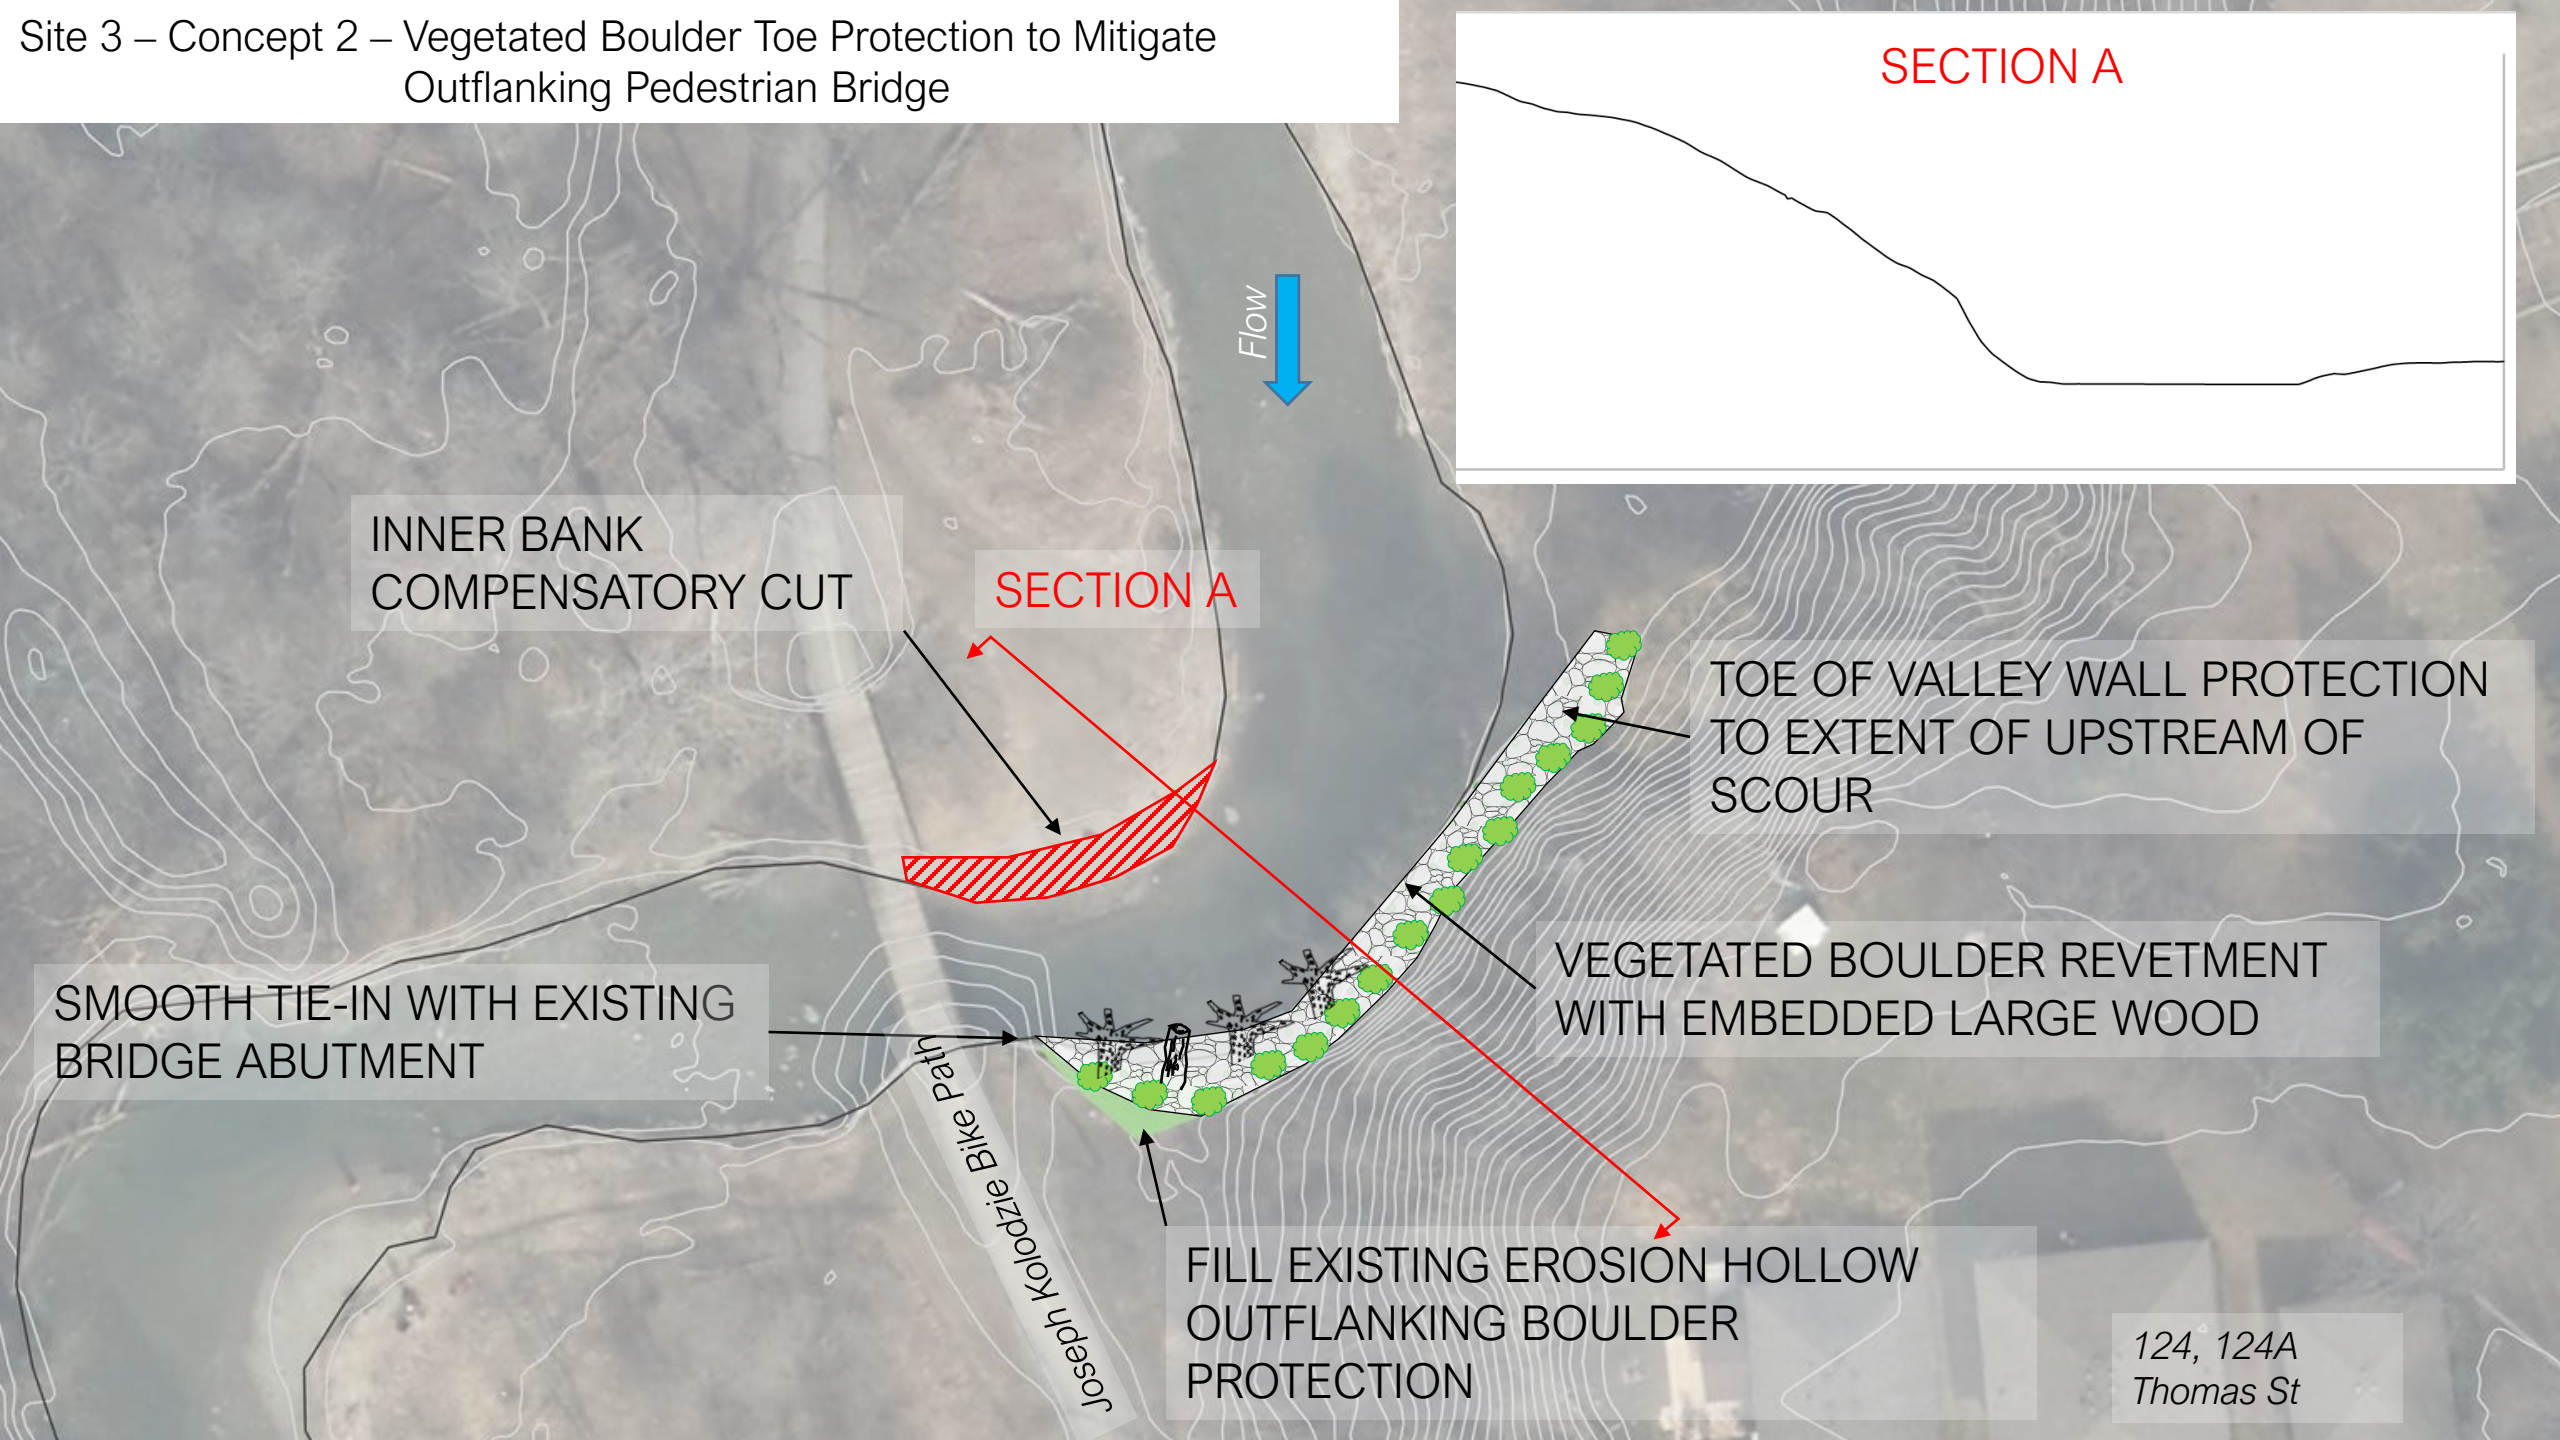 Site 3 – Concept 2 – Vegetated Boulder Toe Protection to Mitigate
Outflanking Pedestrian Bridge
SECTION A
Flow
INNER BANK
COMPENSATORY CUT
SECTION A
TOE OF VALLEY WALL PROTECTION
TO EXTENT OF UPSTREAM OF
SCOUR
VEGETATED BOULDER REVETMENT
WITH EMBEDDED LARGE WOOD
SMOOTH TIE-IN WITH EXISTING
BRIDGE ABUTMENT
Joseph Kolodzie Bike Path
FILL EXISTING EROSION HOLLOW
OUTFLANKING BOULDER
PROTECTION
124, 124A
Thomas St